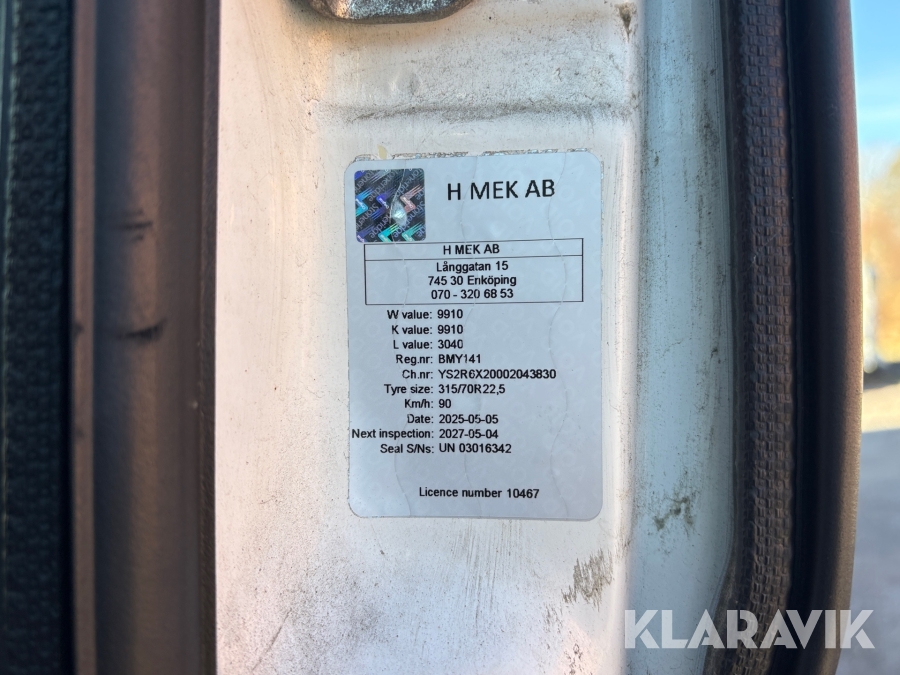 H MEK AB
H MEK AB
Långgatan 15
745 30 Enköping
070 - 320 68 53
W value: 9910
K value: 9910
L value: 3040
Reg.nr: BMY141
Ch.nr: YS2R6X20002043830
Tyre size: 315/70R22,5
Km/h: 90
Date: 2025-05-05
Next inspection: 2027-05-04
Seal S/Ns: UN 03016342
Licence number 10467
KLARAVIK